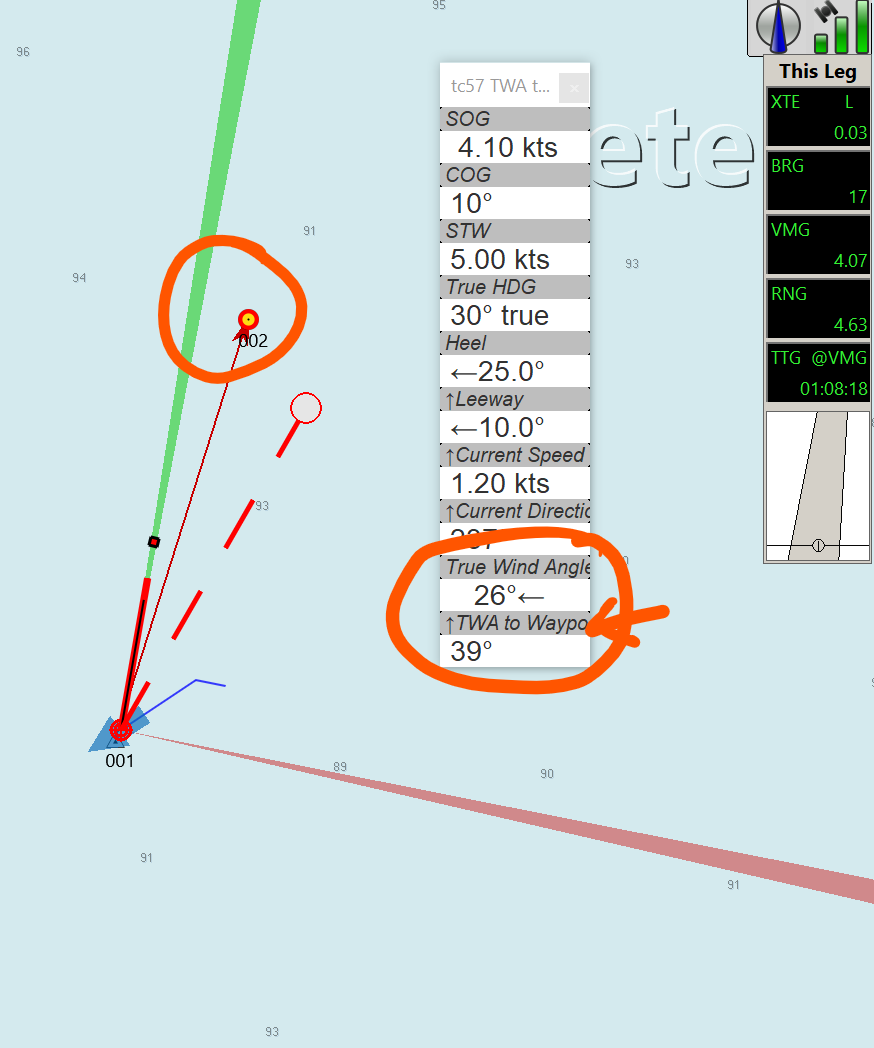 95
96
This Leg
tc57 TWA t...
SOG
4.10 kts
COG
10°
STW
5.00 kts
True HDG
30° true
Heel
←25.0°
↑Leeway
←10.0°
↑Current Speed
1.20 kts
↑Current Directic
True Wind Angle
26°←
↑TWA to Waypo
39°
ete
XTE L
0.03
BRG
17
VMG
4.07
RNG
4.63
TTG @VMG
01:08:18
91
94
93
002
93
001
89
90
91
91
93